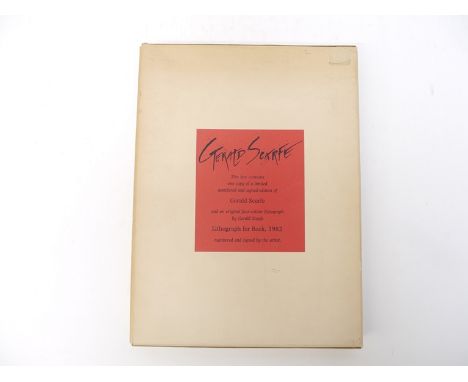 GERALD SCARFE
This box contains
one copy of a limited
numbered and signed edition of
Gerald Scarfe
and an original four-colour lithograph
by Gerald Scarfe
Lithograph for Book, 1982
numbered and signed by the artist.